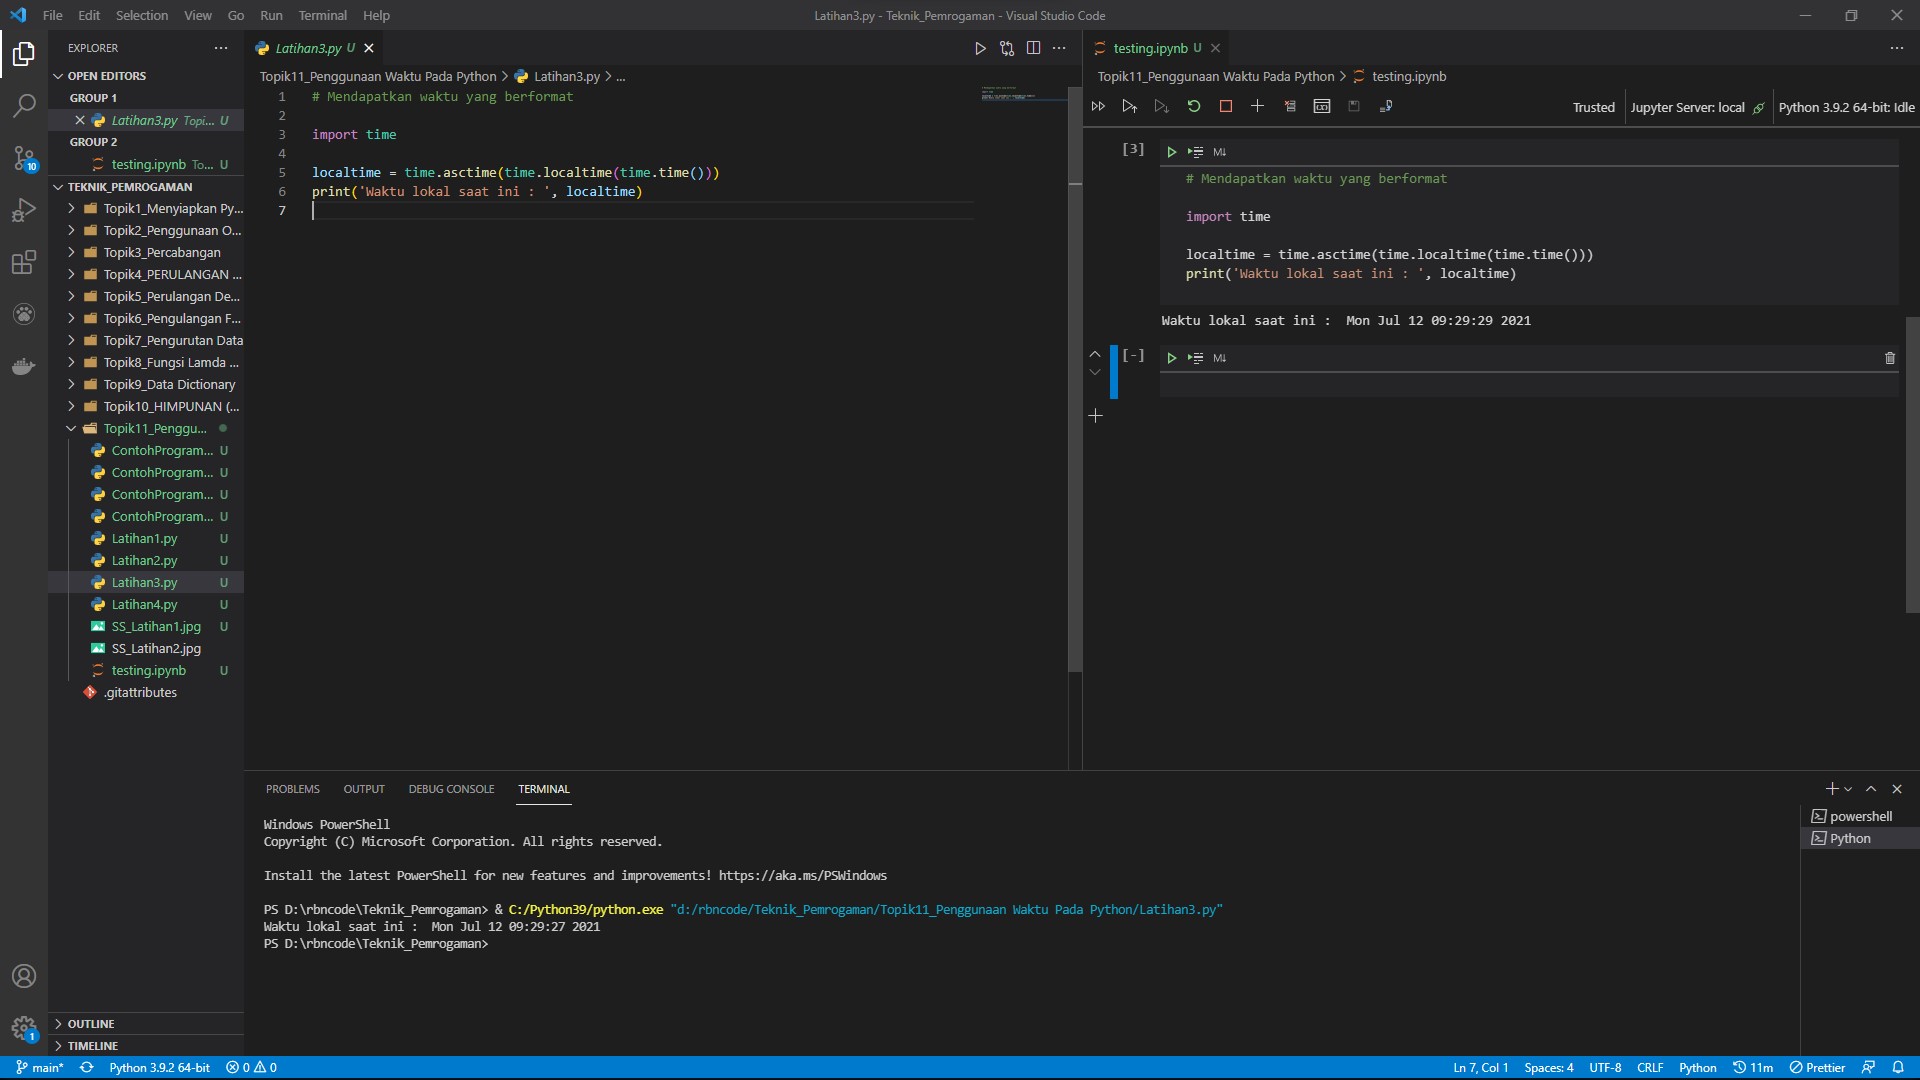 File Edit Selection View Go Run Terminal Help
Latihan3.py - Teknik_Pemrogaman - Visual Studio Code
EXPLORER
OPEN EDITORS
GROUP 1
Latihan3.py Topi... U
GROUP 2
testing.ipynb To... U
TEKNIK_PEMROGAMAN
Topik1_Menyiapkan Py...
Topik2_Penggunaan O...
Topik3_Percabangan
Topik4_PERULANGAN ...
Topik5_Perulangan De...
Topik6_Pengulangan F...
Topik7_Pengurutan Data
Topik8_Fungsi Lamda ...
Topik9_Data Dictionary
Topik10_HIMPUNAN (...
Topik11_Penggu...
ContohProgram... U
ContohProgram... U
ContohProgram... U
ContohProgram... U
Latihan1.py U
Latihan2.py U
Latihan3.py U
Latihan4.py U
SS_Latihan1.jpg U
SS_Latihan2.jpg
testing.ipynb U
.gitattributes
OUTLINE
TIMELINE
10
1
Latihan3.py U
Topik11_Penggunaan Waktu Pada Python > Latihan3.py > ...
1 # Mendapatkan waktu yang berformat
2
3 import time
4
5 localtime = time.asctime(time.localtime(time.time()))
6 print('Waktu lokal saat ini : ', localtime)
7
testing.ipynb U
Topik11_Penggunaan Waktu Pada Python > testing.ipynb
Trusted Jupyter Server: local Python 3.9.2 64-bit: Idle
[3] M↓
# Mendapatkan waktu yang berformat
import time
localtime = time.asctime(time.localtime(time.time()))
print('Waktu lokal saat ini : ', localtime)
Waktu lokal saat ini :  Mon Jul 12 09:29:29 2021
[-] M↓
PROBLEMS OUTPUT DEBUG CONSOLE TERMINAL
Windows PowerShell
Copyright (C) Microsoft Corporation. All rights reserved.
Install the latest PowerShell for new features and improvements! https://aka.ms/PSWindows
PS D:\rbncode\Teknik_Pemrogaman> & C:/Python39/python.exe "d:/rbncode/Teknik_Pemrogaman/Topik11_Penggunaan Waktu Pada Python/Latihan3.py"
Waktu lokal saat ini :  Mon Jul 12 09:29:27 2021
PS D:\rbncode\Teknik_Pemrogaman>
powershell
Python
main* Python 3.9.2 64-bit 0 0
Ln 7, Col 1 Spaces: 4 UTF-8 CRLF Python 11m Prettier